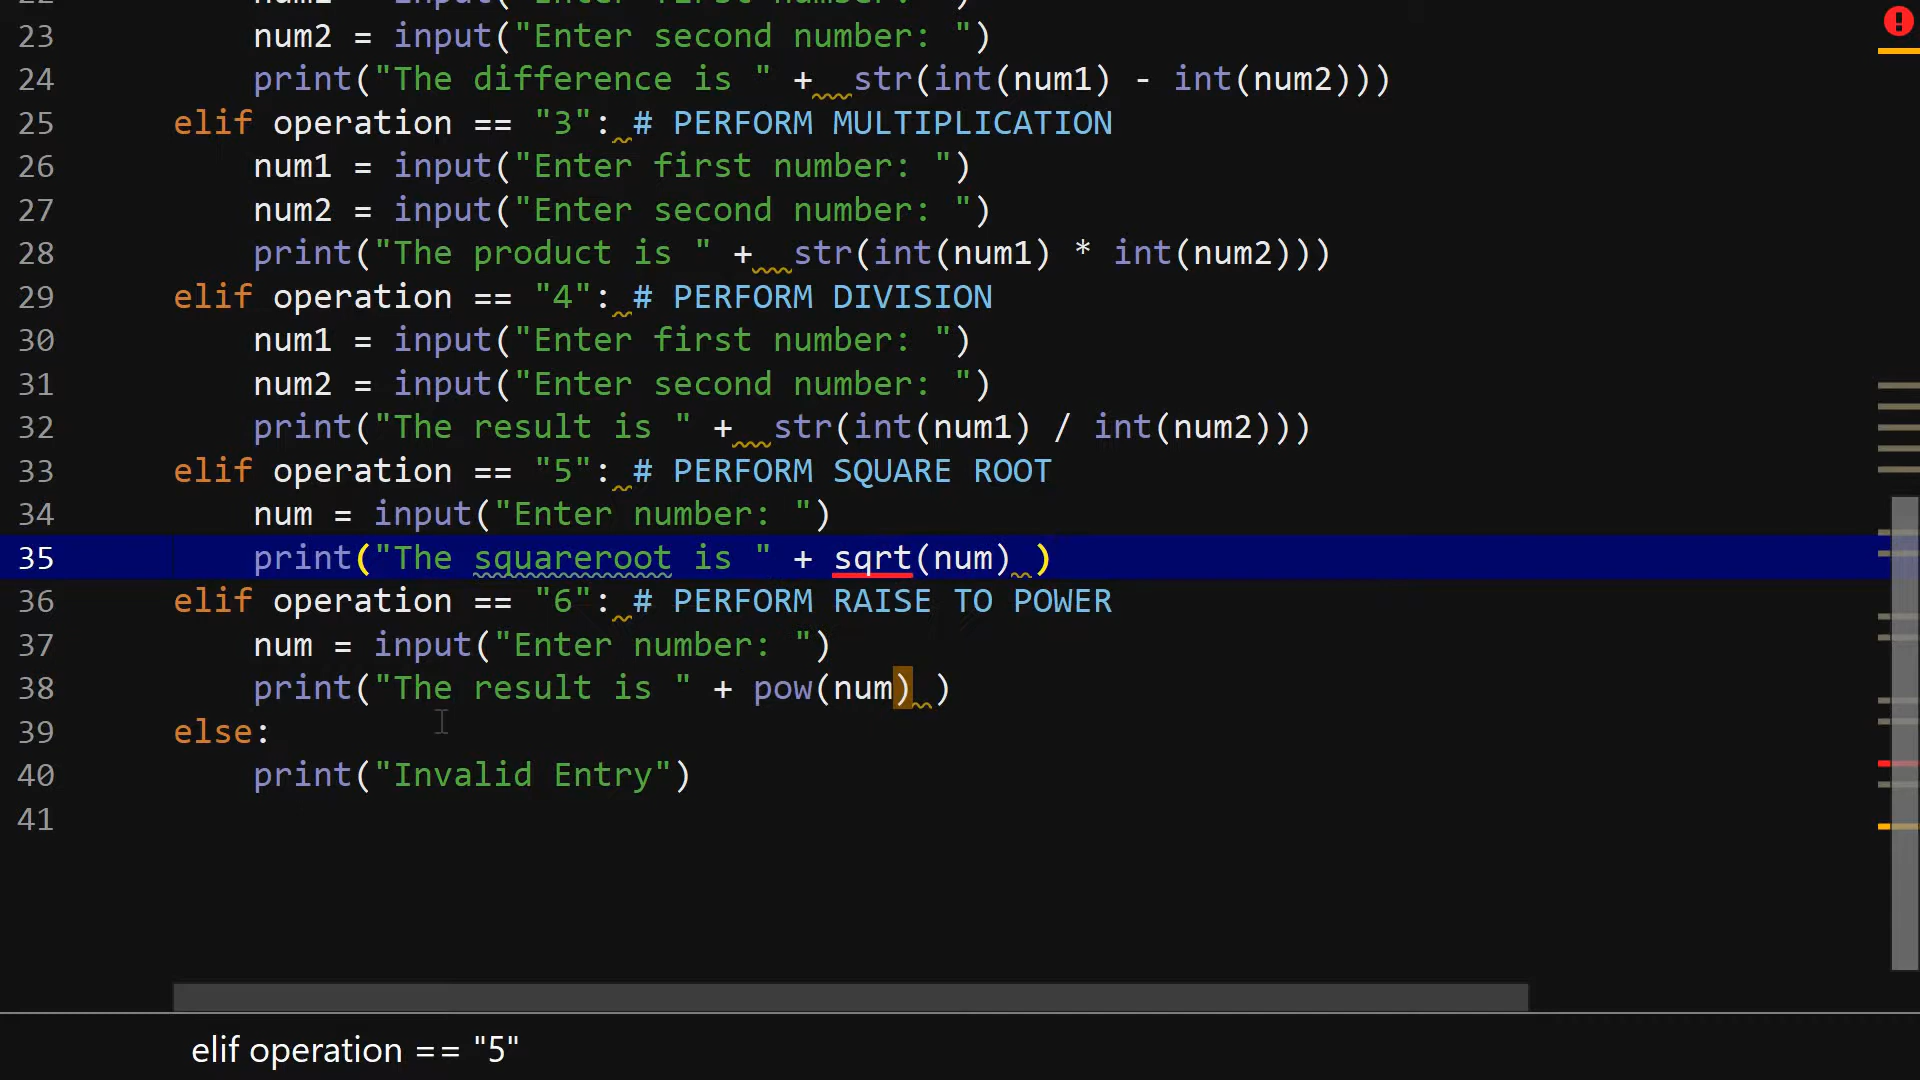 22 num1 = input("Enter first number: ")
23 num2 = input("Enter second number: ")
24 print("The difference is " +  str(int(num1) - int(num2)))
25 elif operation == "3": # PERFORM MULTIPLICATION
26 num1 = input("Enter first number: ")
27 num2 = input("Enter second number: ")
28 print("The product is " +  str(int(num1) * int(num2)))
29 elif operation == "4": # PERFORM DIVISION
30 num1 = input("Enter first number: ")
31 num2 = input("Enter second number: ")
32 print("The result is " +  str(int(num1) / int(num2)))
33 elif operation == "5": # PERFORM SQUARE ROOT
34 num = input("Enter number: ")
35 print("The squareroot is " + sqrt(num) )
36 elif operation == "6": # PERFORM RAISE TO POWER
37 num = input("Enter number: ")
38 print("The result is " + pow(num) )
39 else:
40 print("Invalid Entry")
41
elif operation == "5"